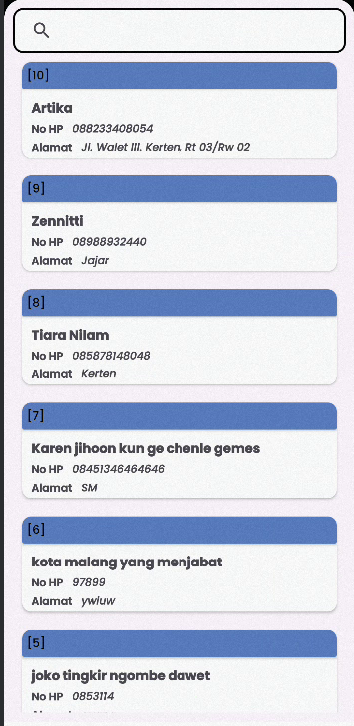 [10]
Artika
No HP 088233408054
Alamat Jl. Walet III. Kerten. Rt 03/Rw 02
[9]
Zennitti
No HP 08988932440
Alamat Jajar
[8]
Tiara Nilam
No HP 085878148048
Alamat Kerten
[7]
Karen jihoon kun ge chenle gemes
No HP 08451346464646
Alamat SM
[6]
kota malang yang menjabat
No HP 97899
Alamat ywiuw
[5]
joko tingkir ngombe dawet
No HP 0853114